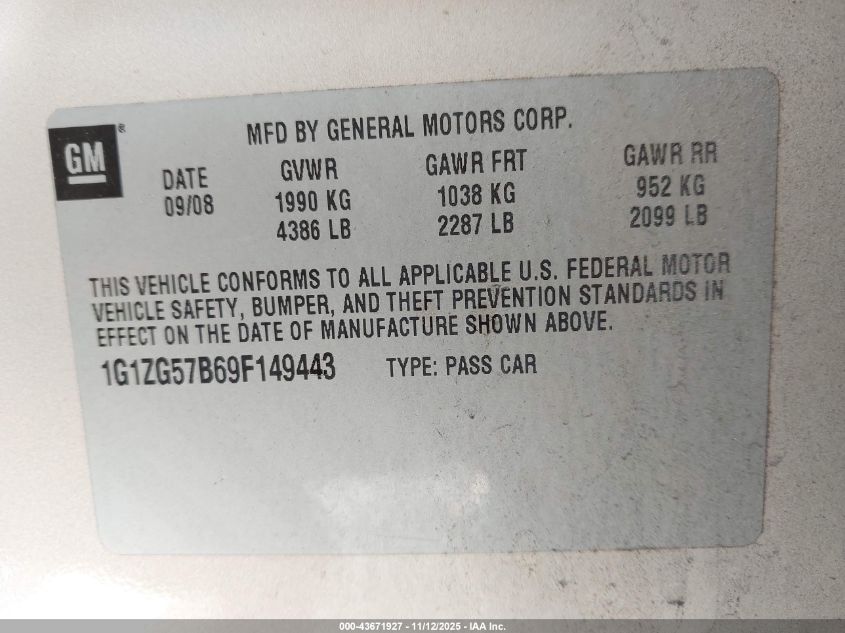 GM®
MFD BY GENERAL MOTORS CORP.
DATE GVWR GAWR FRT GAWR RR
09/08 1990 KG 1038 KG 952 KG
4386 LB 2287 LB 2099 LB
THIS VEHICLE CONFORMS TO ALL APPLICABLE U.S. FEDERAL MOTOR
VEHICLE SAFETY, BUMPER, AND THEFT PREVENTION STANDARDS IN
EFFECT ON THE DATE OF MANUFACTURE SHOWN ABOVE.
1G1ZG57B69F149443 TYPE: PASS CAR
000-43671927 - 11/12/2025 - IAA Inc.